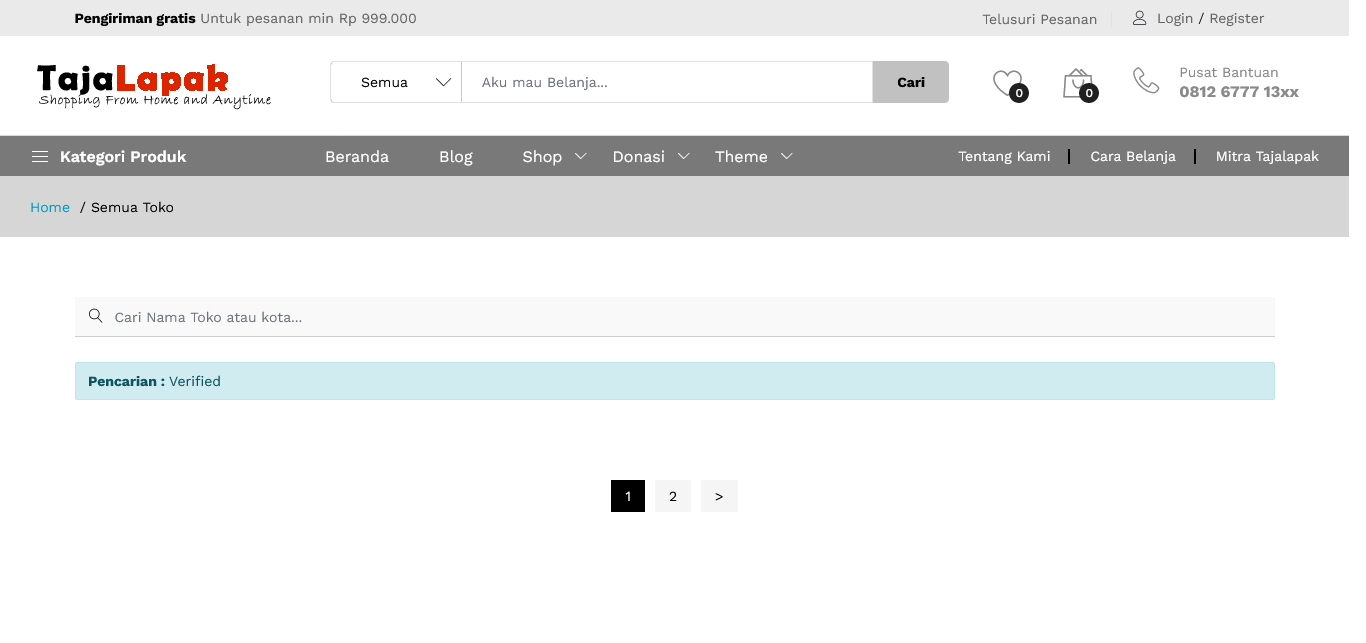 Pengiriman gratis Untuk pesanan min Rp 999.000
Telusuri Pesanan
Login / Register
TajaLapak
Shopping From Home and Anytime
Semua
Aku mau Belanja...
Cari
0
0
Pusat Bantuan
0812 6777 13xx
Kategori Produk
Beranda
Blog
Shop
Donasi
Theme
Tentang Kami
Cara Belanja
Mitra Tajalapak
Home / Semua Toko
Cari Nama Toko atau kota...
Pencarian : Verified
1 2 >